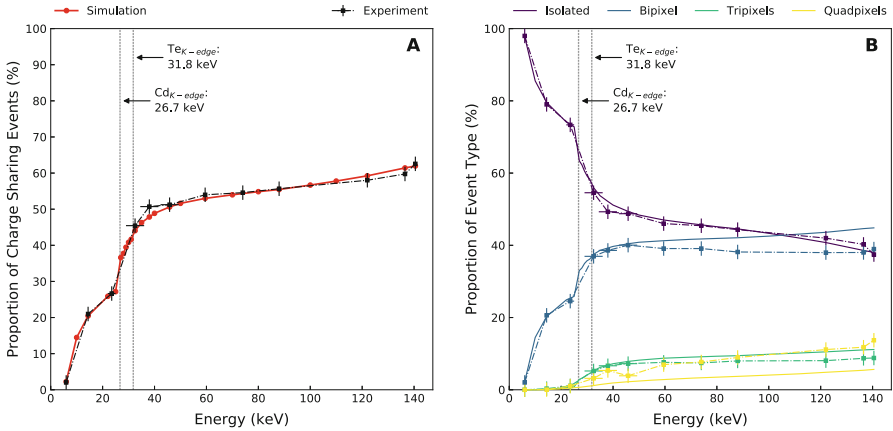 Simulation
Experiment
A
Te K−edge:
31.8 keV
Cd K−edge:
26.7 keV
Proportion of Charge Sharing Events (%)
100
90
80
70
60
50
40
30
20
10
0
0 20 40 60 80 100 120 140
Energy (keV)
Isolated
Bipixel
Tripixels
Quadpixels
B
Te K−edge:
31.8 keV
Cd K−edge:
26.7 keV
Proportion of Event Type (%)
100
80
60
40
20
0
0 20 40 60 80 100 120 140
Energy (keV)